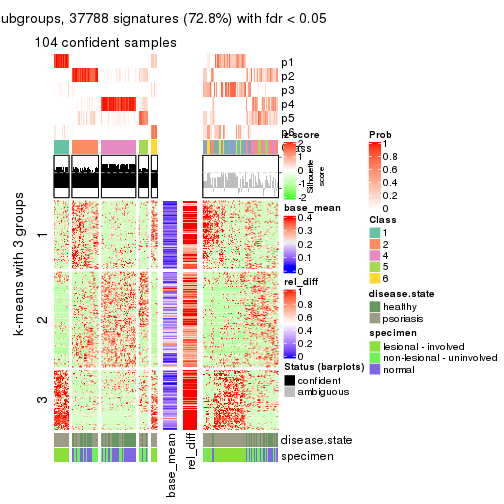 ubgroups, 37788 signatures (72.8%) with fdr < 0.05
104 confident samples
p1
p2
p3
p4
p5
p6
z-score
2
1
0
-1
-2
Class
Silhouette
score
k-means with 3 groups
1
2
3
base_mean
0.4
0.3
0.2
0.1
0
rel_diff
1
0.8
0.6
0.4
0.2
0
Status (barplots)
confident
ambiguous
Prob
1
0.8
0.6
0.4
0.2
0
Class
1
2
4
5
6
disease.state
healthy
psoriasis
specimen
lesional - involved
non-lesional - uninvolved
normal
disease.state
specimen
base_mean
rel_diff